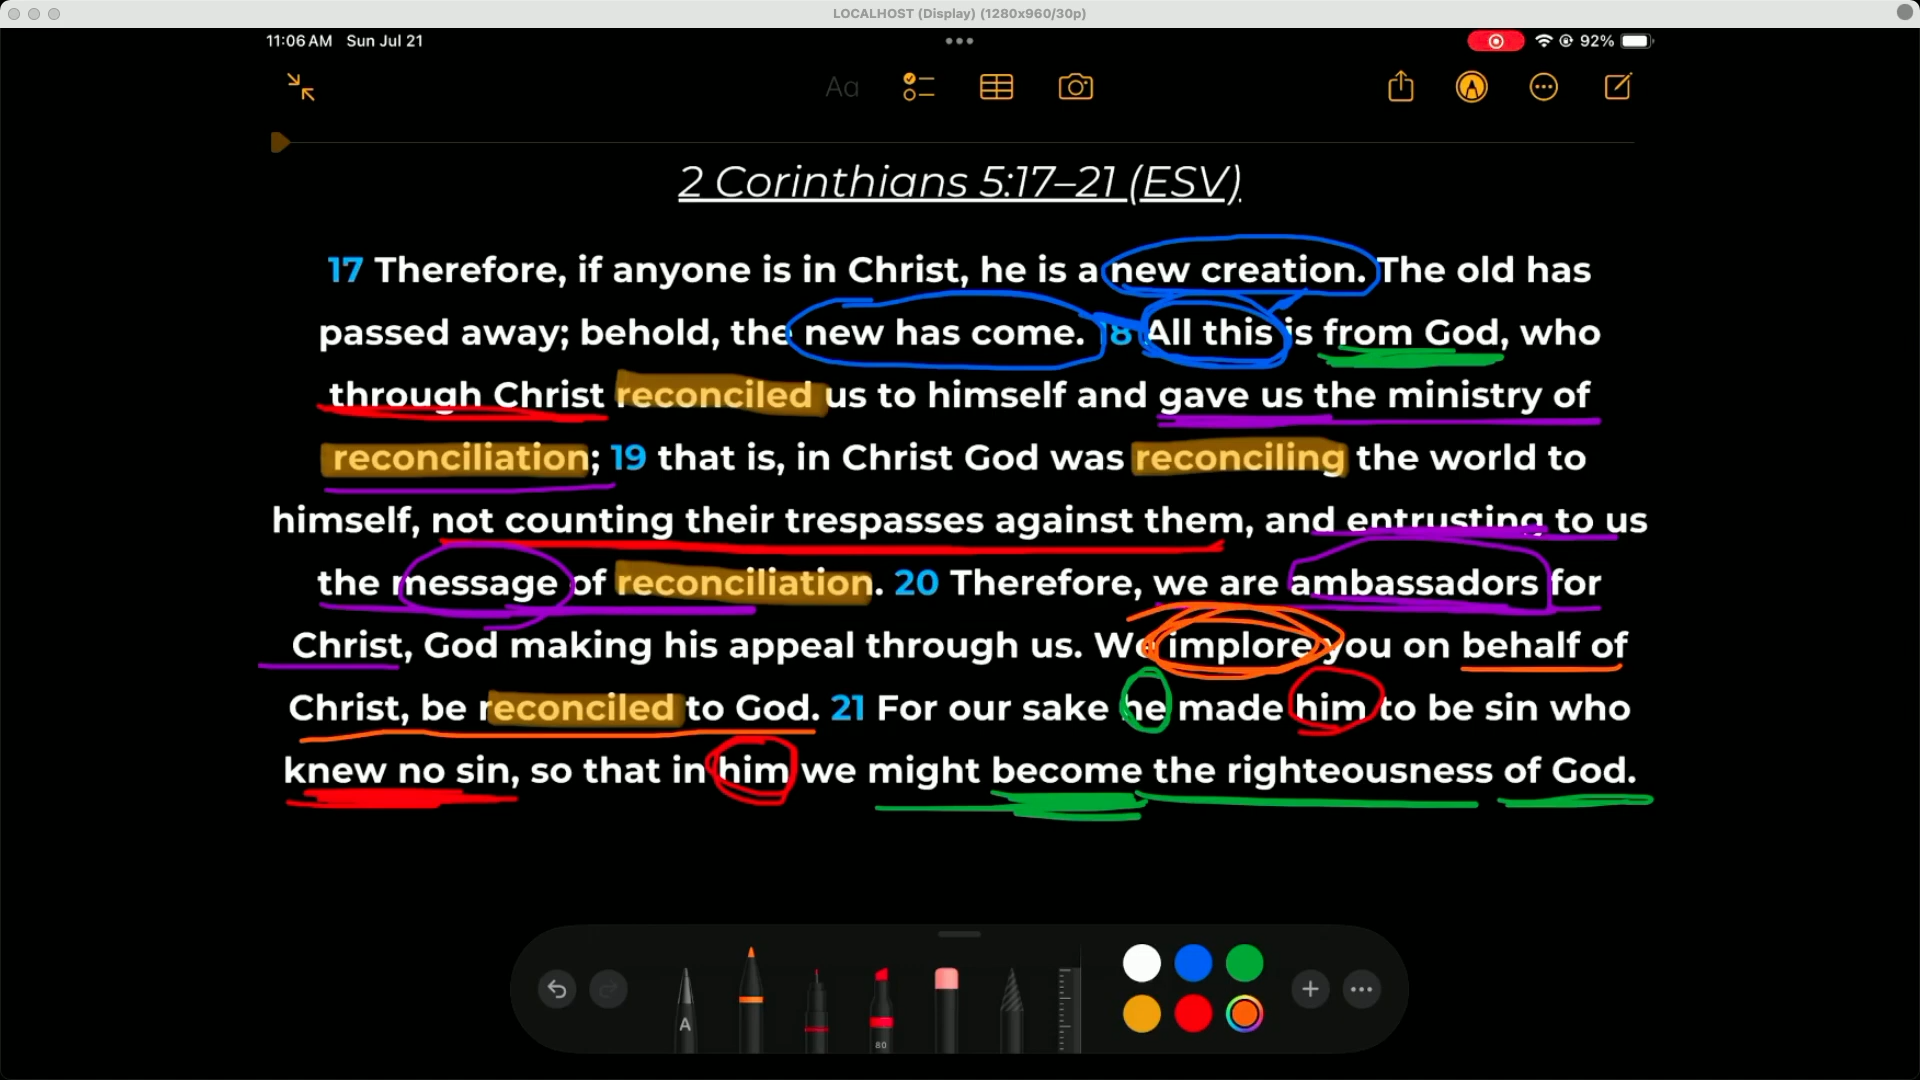 LOCALHOST (Display) (1280x960/30p)
11:06 AM Sun Jul 21
92%
Aa
2 Corinthians 5:17–21 (ESV)
17 Therefore, if anyone is in Christ, he is a new creation. The old has
passed away; behold, the new has come. 18 All this is from God, who
through Christ reconciled us to himself and gave us the ministry of
reconciliation; 19 that is, in Christ God was reconciling the world to
himself, not counting their trespasses against them, and entrusting to us
the message of reconciliation. 20 Therefore, we are ambassadors for
Christ, God making his appeal through us. We implore you on behalf of
Christ, be reconciled to God. 21 For our sake he made him to be sin who
knew no sin, so that in him we might become the righteousness of God.
A
80